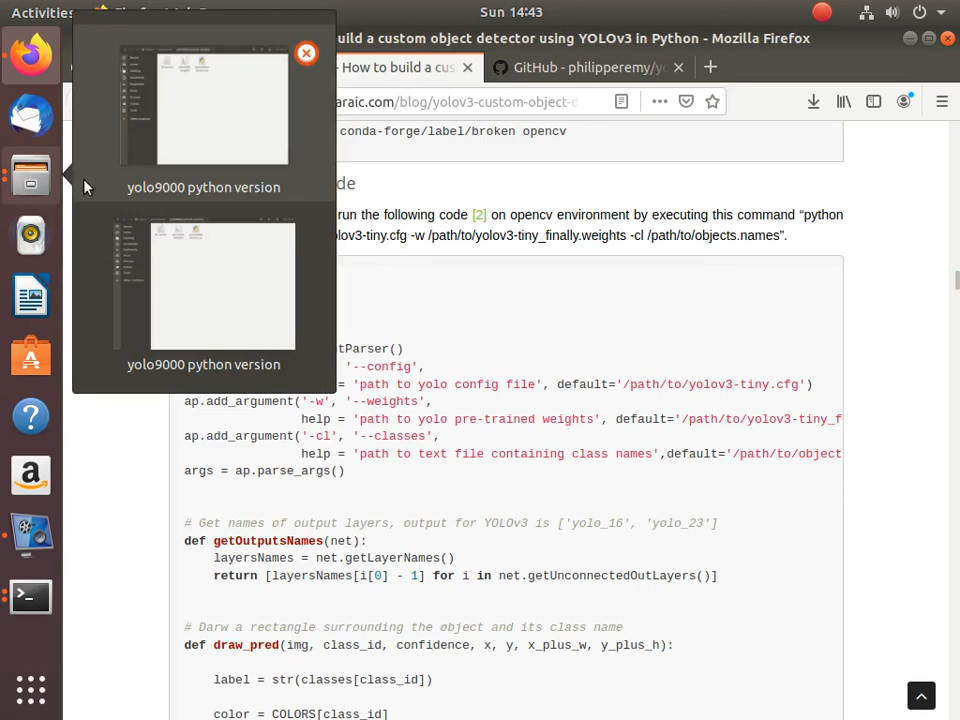 Activities
Sun 14:43
uild a custom object detector using YOLOv3 in Python - Mozilla Firefox
How to build a cus
GitHub - philipperemy/yo
araic.com/blog/yolov3-custom-object-d
yolo9000 python version
yolo9000 python version
conda-forge/label/broken opencv
de
run the following code [2] on opencv environment by executing this command “python
olov3-tiny.cfg -w /path/to/yolov3-tiny_finally.weights -cl /path/to/objects.names”.
tParser()
'--config',
= 'path to yolo config file', default='/path/to/yolov3-tiny.cfg')
ap.add_argument('-w', '--weights',
help = 'path to yolo pre-trained weights', default='/path/to/yolov3-tiny_f
ap.add_argument('-cl', '--classes',
help = 'path to text file containing class names',default='/path/to/object
args = ap.parse_args()
# Get names of output layers, output for YOLOv3 is ['yolo_16', 'yolo_23']
def getOutputsNames(net):
layersNames = net.getLayerNames()
return [layersNames[i[0] - 1] for i in net.getUnconnectedOutLayers()]
# Darw a rectangle surrounding the object and its class name
def draw_pred(img, class_id, confidence, x, y, x_plus_w, y_plus_h):
label = str(classes[class_id])
color = COLORS[class_id]